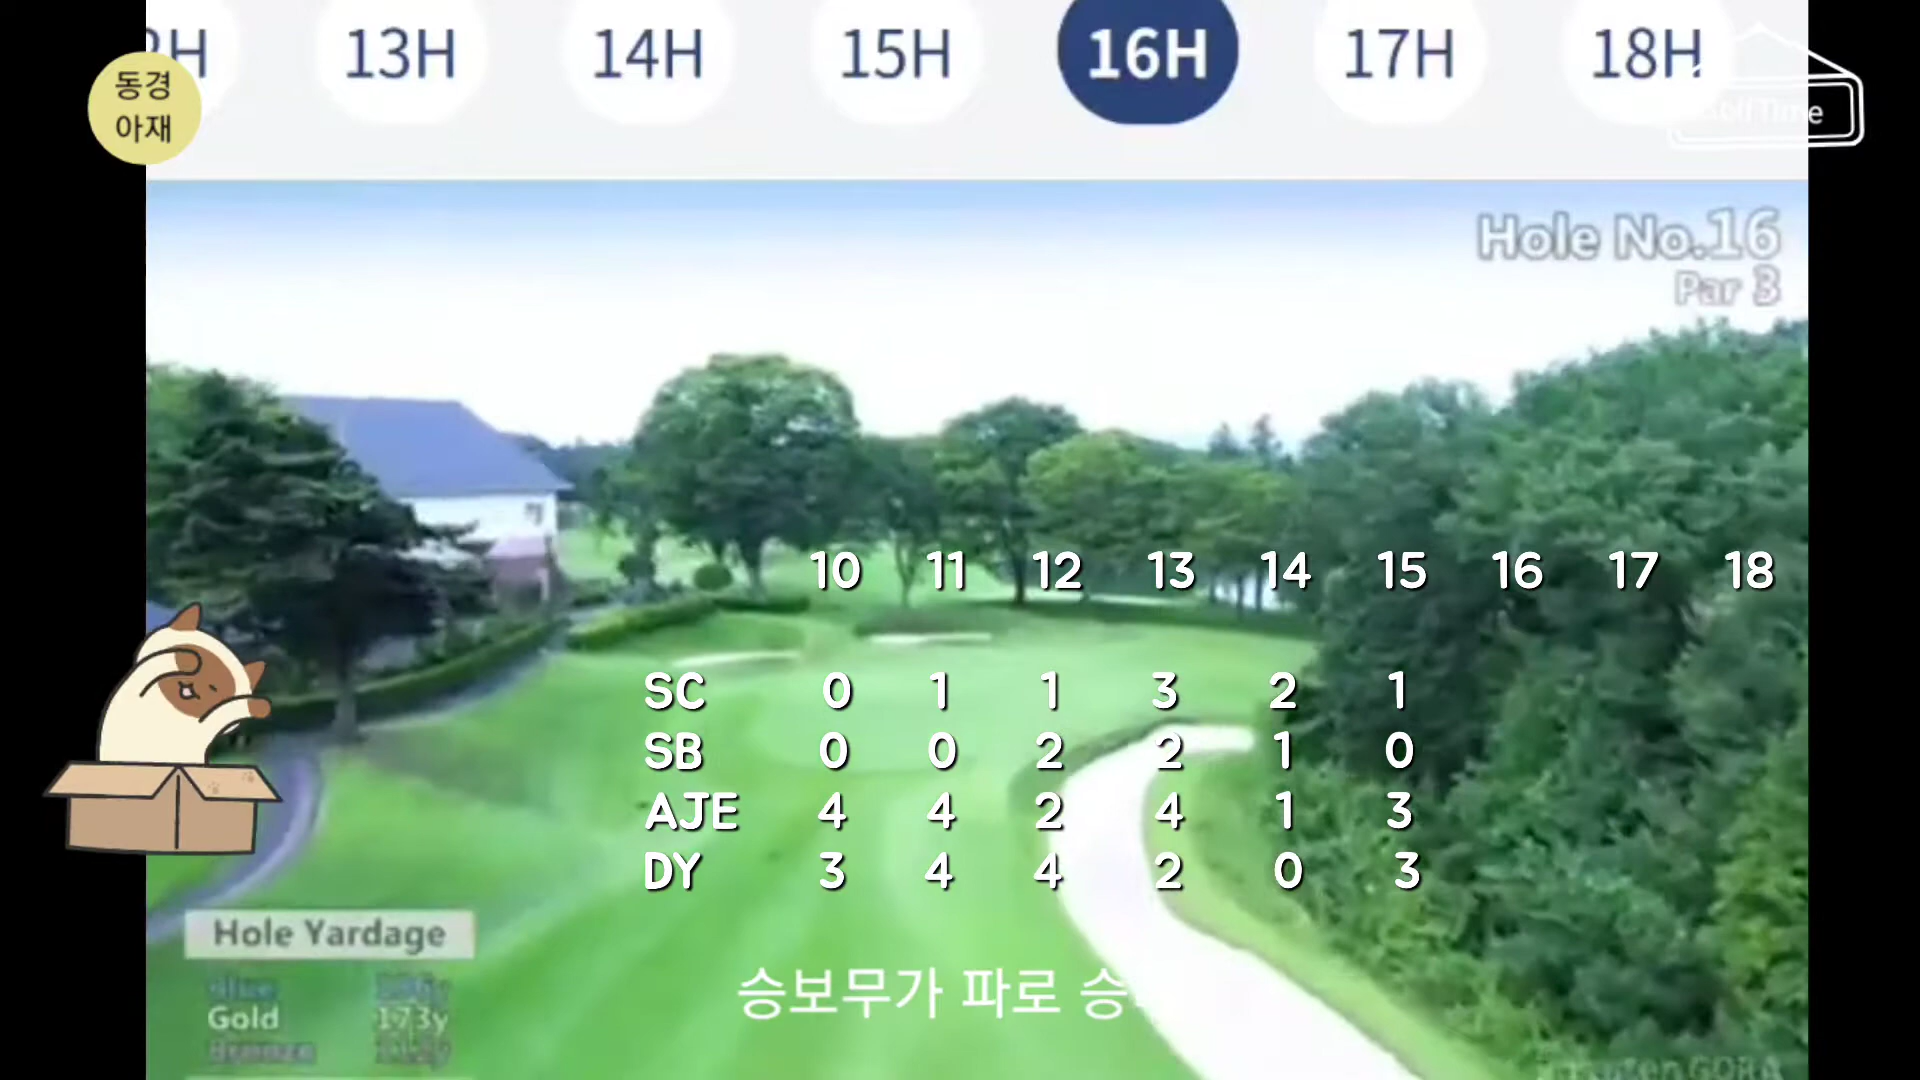 13H 14H 15H 16H 17H 18H
동경
아재
Hole No.16
Par 3
10 11 12 13 14 15 16 17 18
SC 0 1 1 3 2 1
SB 0 0 2 2 1 0
AJE 4 4 2 4 1 3
DY 3 4 4 2 0 3
Hole Yardage
Blue
Gold 173y
승보무가 파로 승